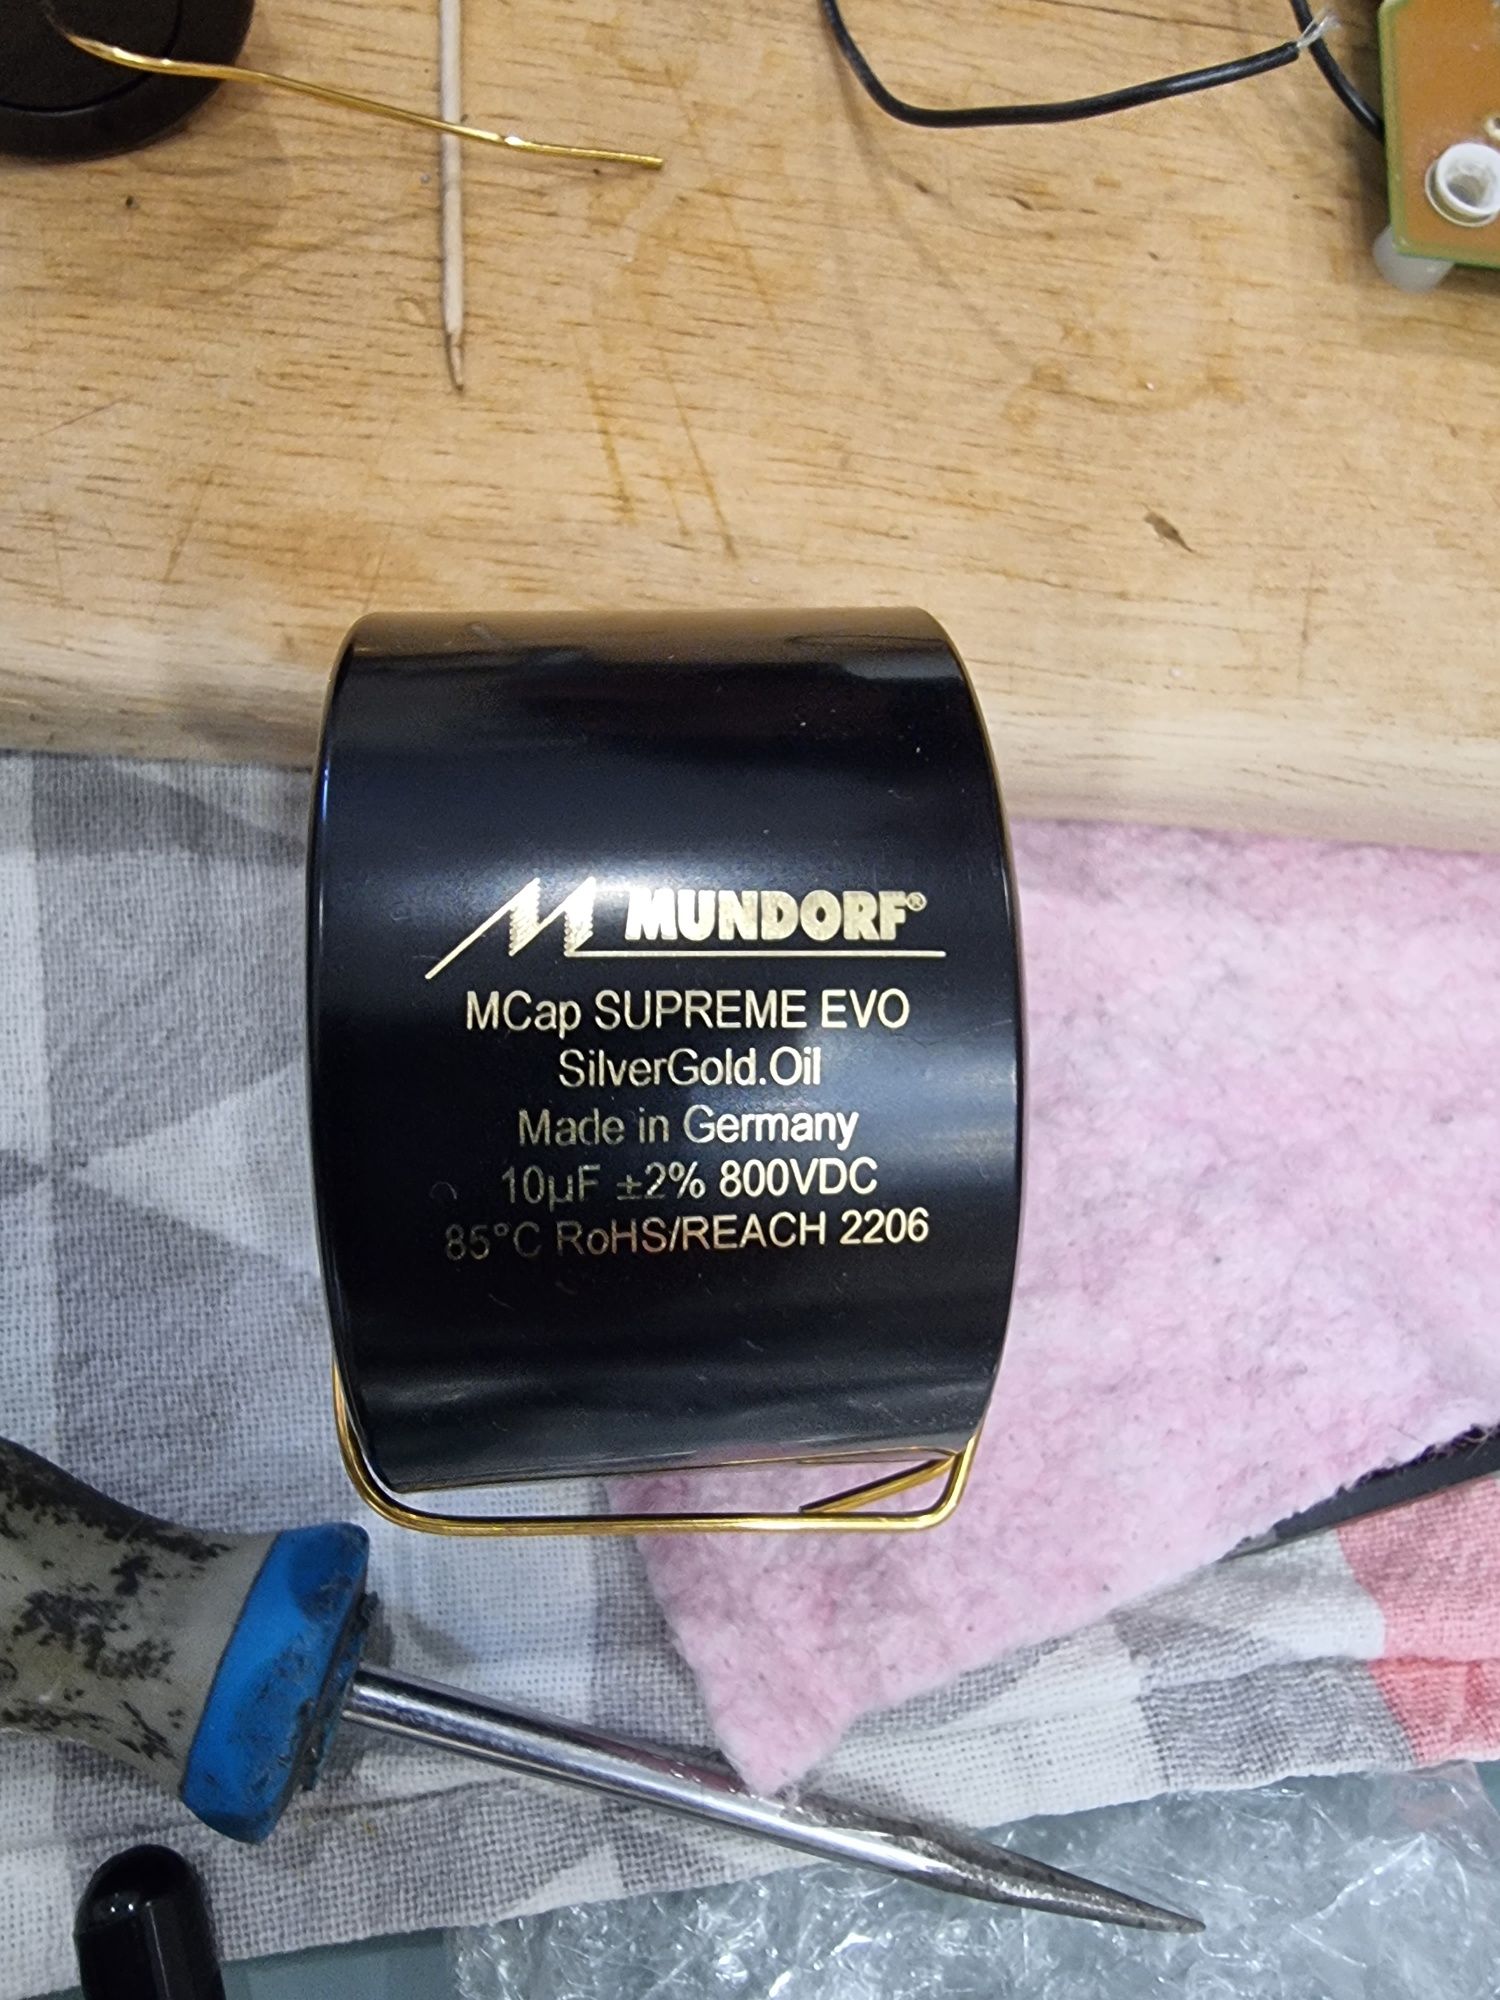 MUNDORF®
MCap SUPREME EVO
SilverGold.Oil
Made in Germany
10µF ±2% 800VDC
85°C RoHS/REACH 2206